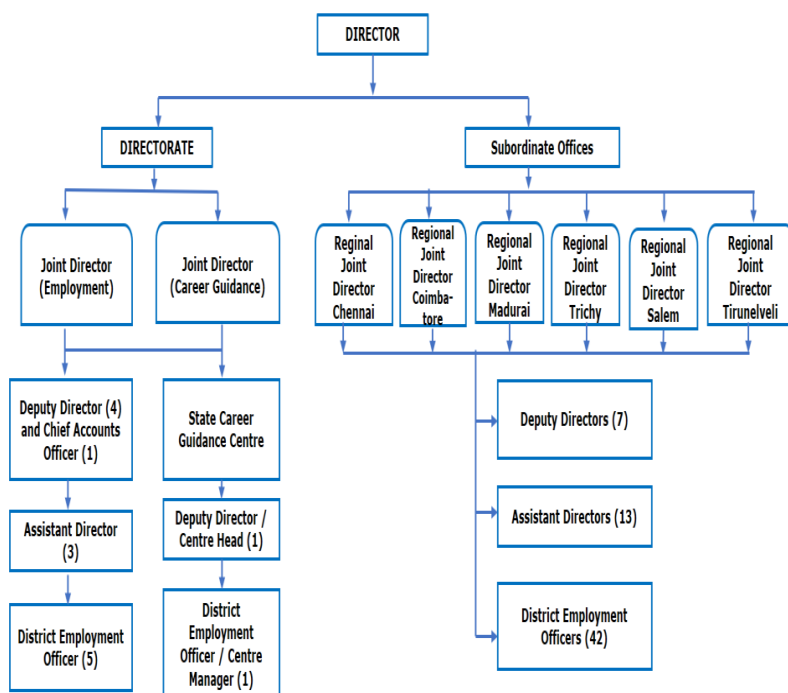 DIRECTOR
DIRECTORATE
Subordinate Offices
Joint Director
(Employment)
Joint Director
(Career Guidance)
Reginal
Joint
Director
Chennai
Regional
Joint
Director
Coimba-
tore
Regional
Joint
Director
Madurai
Regional
Joint
Director
Trichy
Regional
Joint
Director
Salem
Regional
Joint
Director
Tirunelveli
Deputy Director (4)
and Chief Accounts
Officer (1)
State Career
Guidance Centre
Deputy Directors (7)
Assistant Director
(3)
Deputy Director /
Centre Head (1)
Assistant Directors (13)
District Employment
Officer (5)
District
Employment
Officer / Centre
Manager (1)
District Employment
Officers (42)